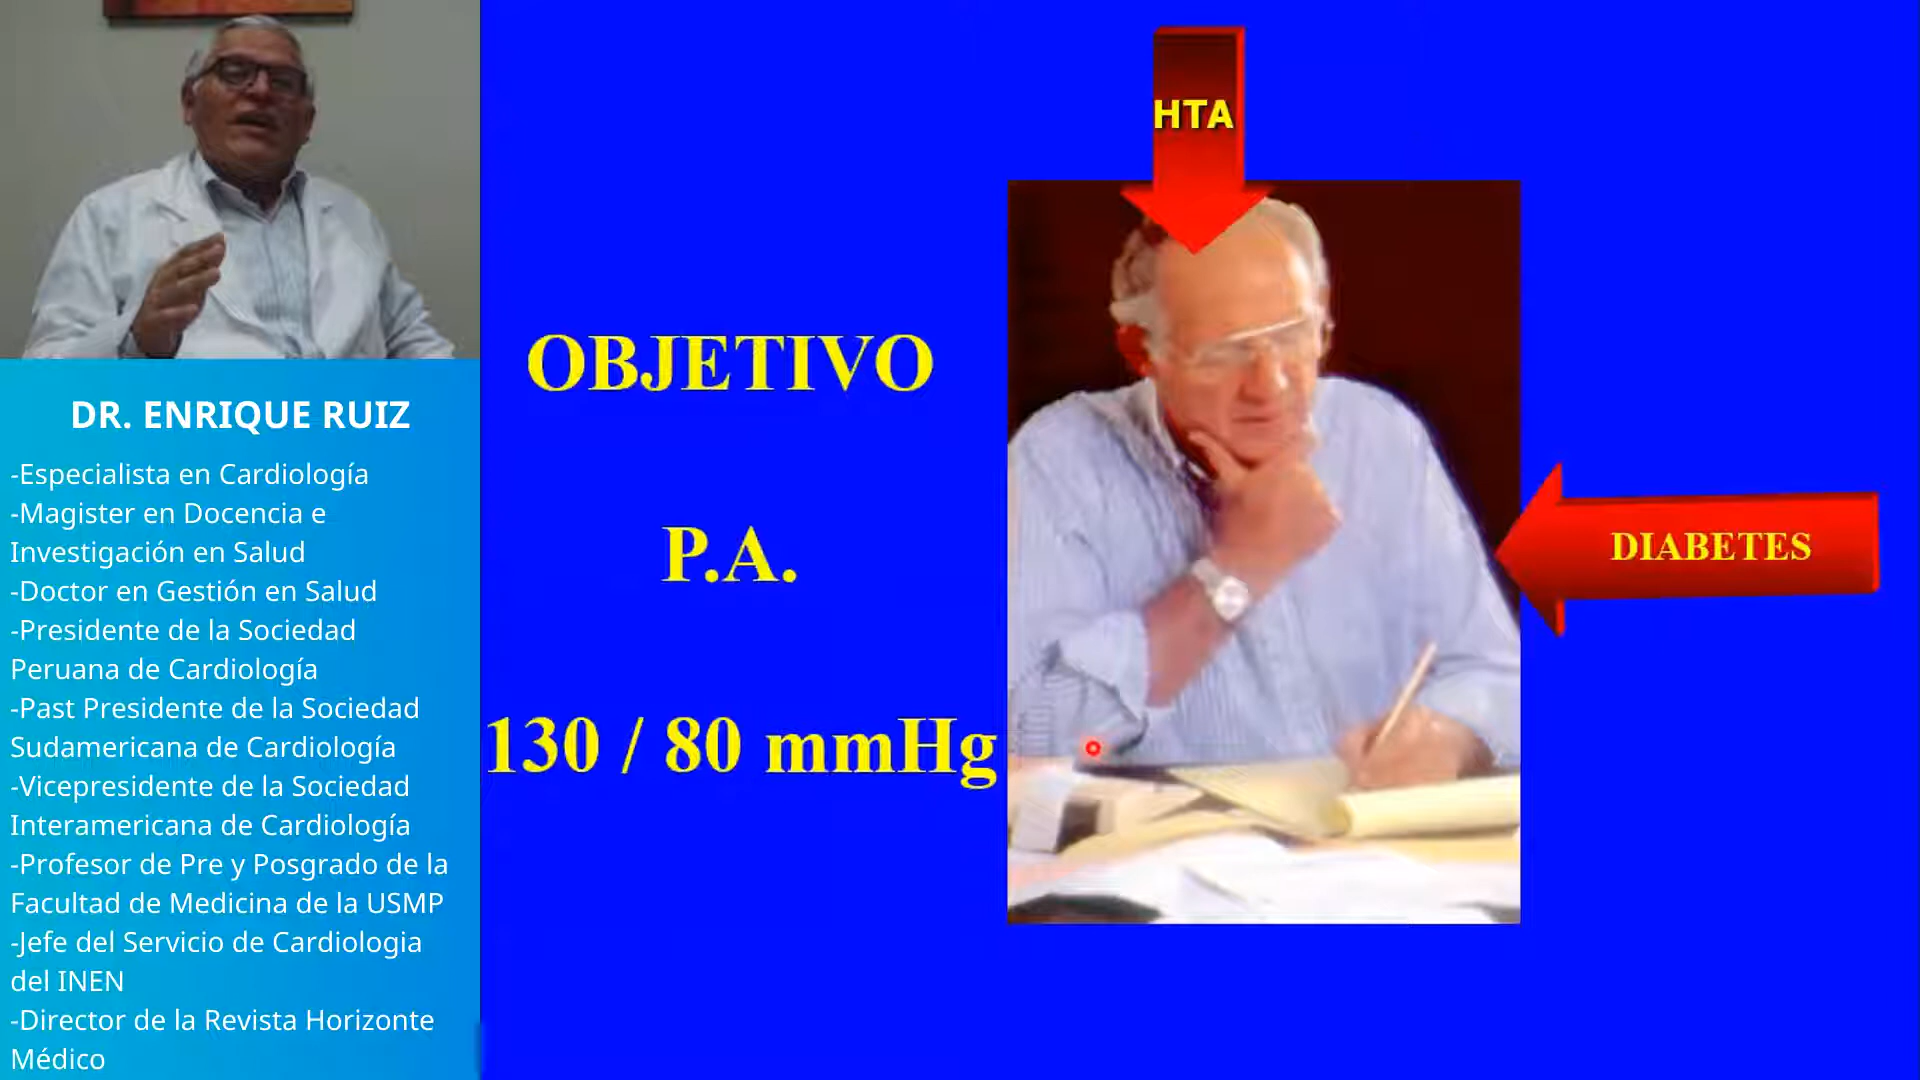 DR. ENRIQUE RUIZ
-Especialista en Cardiología
-Magister en Docencia e
Investigación en Salud
-Doctor en Gestión en Salud
-Presidente de la Sociedad
Peruana de Cardiología
-Past Presidente de la Sociedad
Sudamericana de Cardiología
-Vicepresidente de la Sociedad
Interamericana de Cardiología
-Profesor de Pre y Posgrado de la
Facultad de Medicina de la USMP
-Jefe del Servicio de Cardiologia
del INEN
-Director de la Revista Horizonte
Médico
HTA
OBJETIVO
P.A.
130 / 80 mmHg
DIABETES